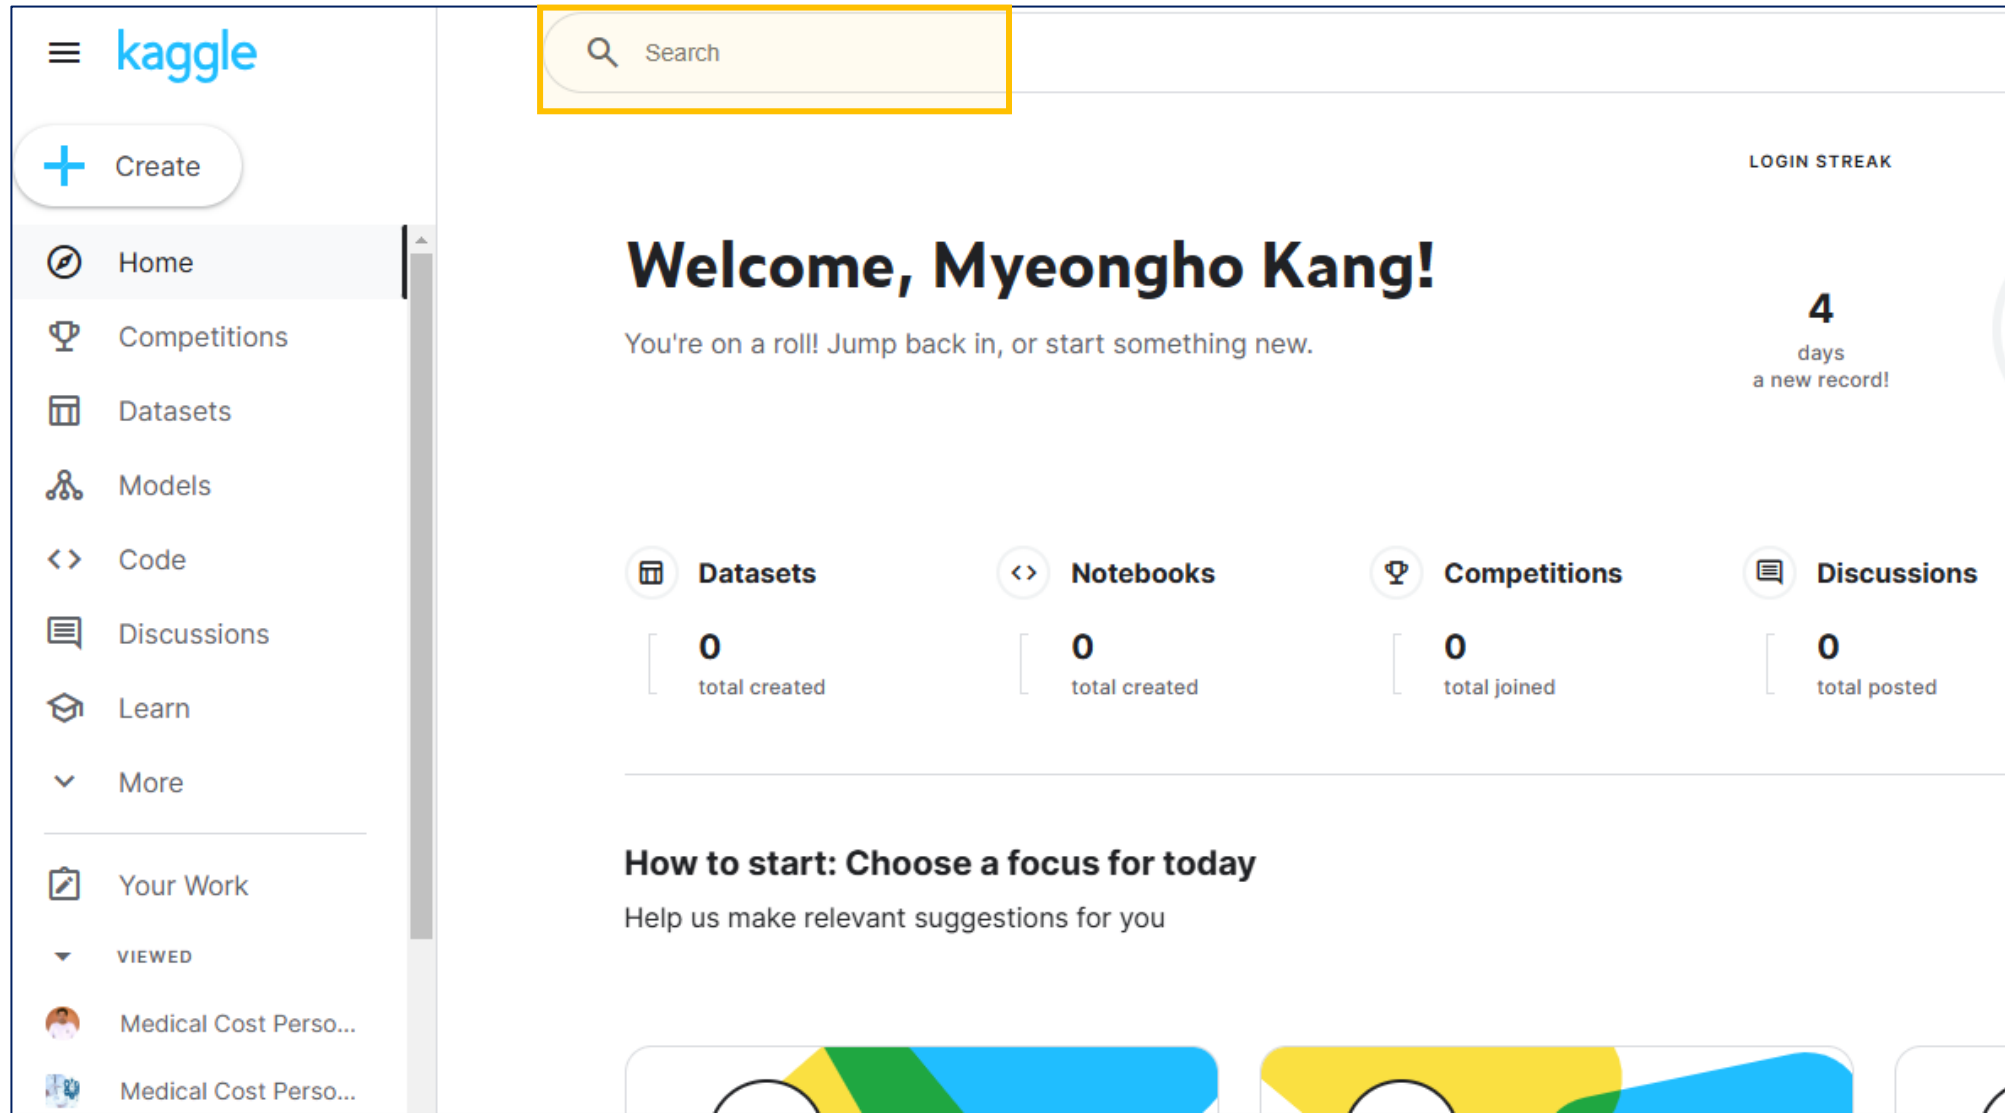 kaggle
Search
Create
LOGIN STREAK
Home
Welcome, Myeongho Kang!
Competitions
You're on a roll! Jump back in, or start something new.
4
days
a new record!
Datasets
Models
Code
Datasets
Notebooks
Competitions
Discussions
Discussions
0
0
0
0
total created
total created
total joined
total posted
Learn
More
How to start: Choose a focus for today
Your Work
Help us make relevant suggestions for you
VIEWED
Medical Cost Perso...
Medical Cost Perso...